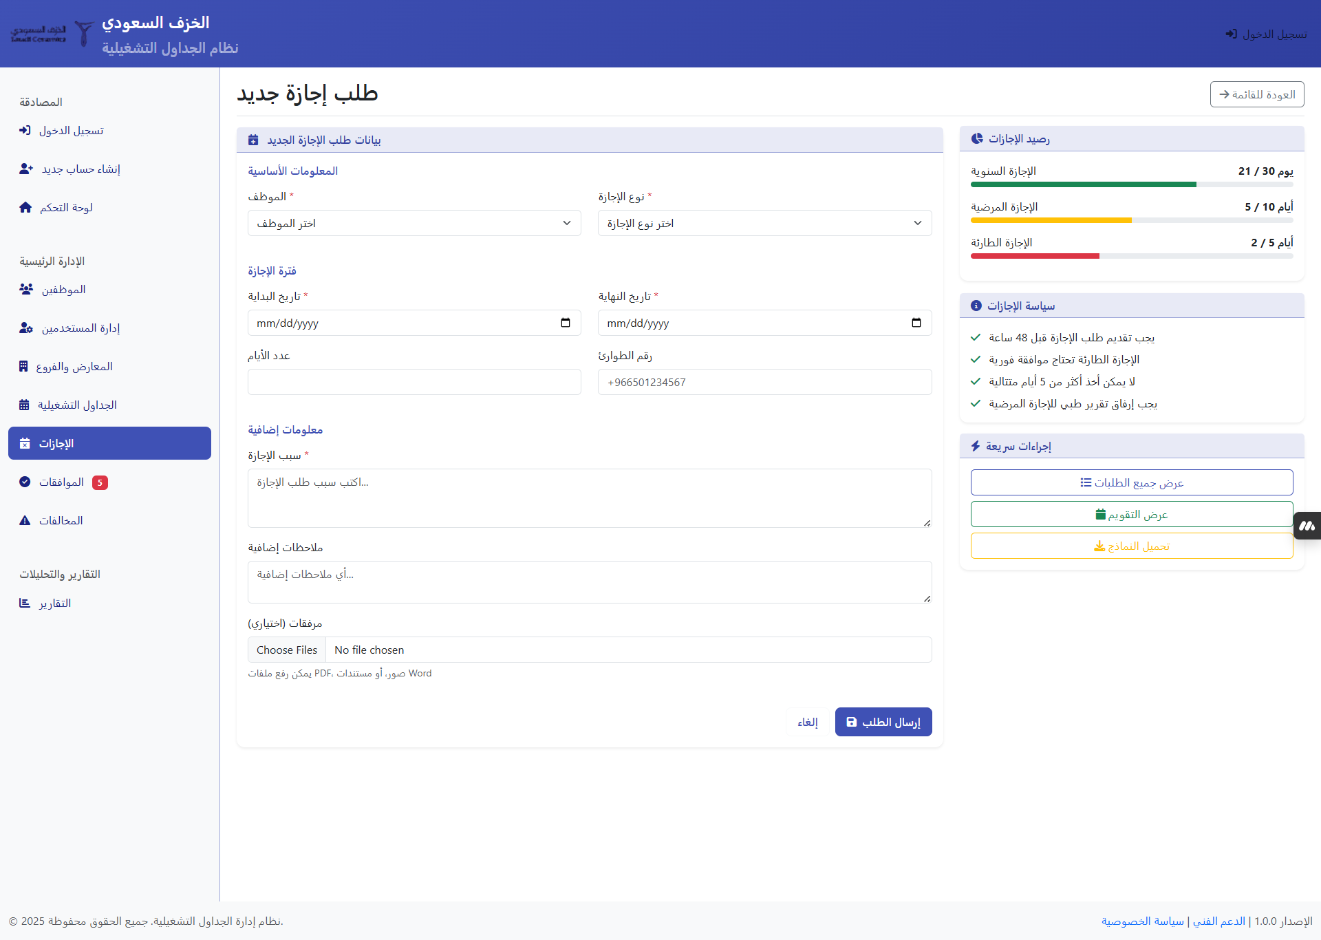 الخزف السعودي
Saudi Ceramics
الخزف السعودي
نظام الجداول التشغيلية
تسجيل الدخول
المصادقة
تسجيل الدخول
إنشاء حساب جديد
لوحة التحكم
الإدارة الرئيسية
الموظفين
إدارة المستخدمين
المعارض والفروع
الجداول التشغيلية
الإجازات
الموافقات 5
المخالفات
التقارير والتحليلات
التقارير
طلب إجازة جديد
العودة للقائمة
بيانات طلب الإجازة الجديد
المعلومات الأساسية
الموظف *
نوع الإجازة *
اختر الموظف
اختر نوع الإجازة
فترة الإجازة
تاريخ البداية *
تاريخ النهاية *
mm/dd/yyyy
mm/dd/yyyy
عدد الأيام
رقم الطوارئ
+966501234567
معلومات إضافية
سبب الإجازة *
اكتب سبب طلب الإجازة...
ملاحظات إضافية
أي ملاحظات إضافية...
مرفقات (اختياري)
Choose Files No file chosen
يمكن رفع ملفات PDF، صور، أو مستندات Word
إلغاء
إرسال الطلب
رصيد الإجازات
الإجازة السنوية
21 / 30 يوم
الإجازة المرضية
5 / 10 أيام
الإجازة الطارئة
2 / 5 أيام
سياسة الإجازات
يجب تقديم طلب الإجازة قبل 48 ساعة
الإجازة الطارئة تحتاج موافقة فورية
لا يمكن أخذ أكثر من 5 أيام متتالية
يجب إرفاق تقرير طبي للإجازة المرضية
إجراءات سريعة
عرض جميع الطلبات
عرض التقويم
تحميل النماذج
© 2025 نظام إدارة الجداول التشغيلية. جميع الحقوق محفوظة.
الإصدار 1.0.0 | الدعم الفني | سياسة الخصوصية